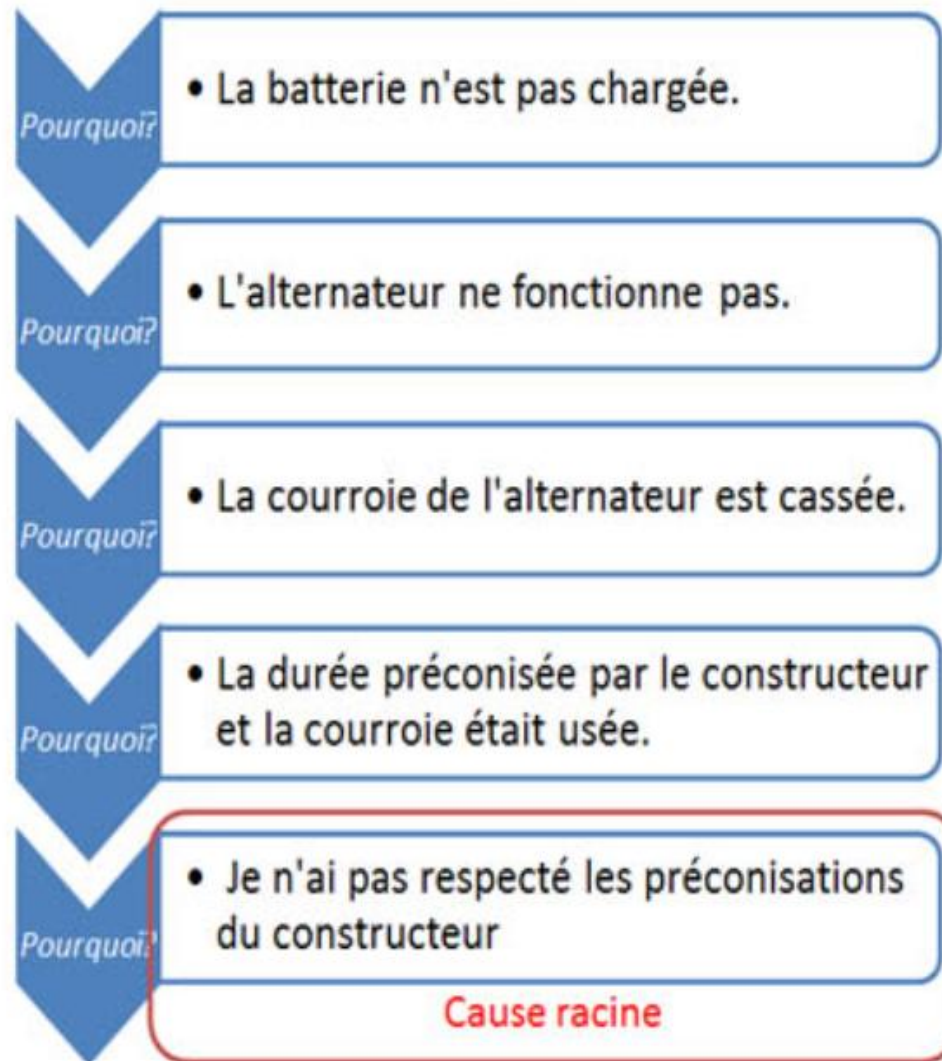 Pourquoi?
• La batterie n'est pas chargée.
Pourquoi?
• L'alternateur ne fonctionne pas.
Pourquoi?
• La courroie de l'alternateur est cassée.
Pourquoi?
• La durée préconisée par le constructeur
et la courroie était usée.
Pourquoi?
• Je n'ai pas respecté les préconisations
du constructeur
Cause racine